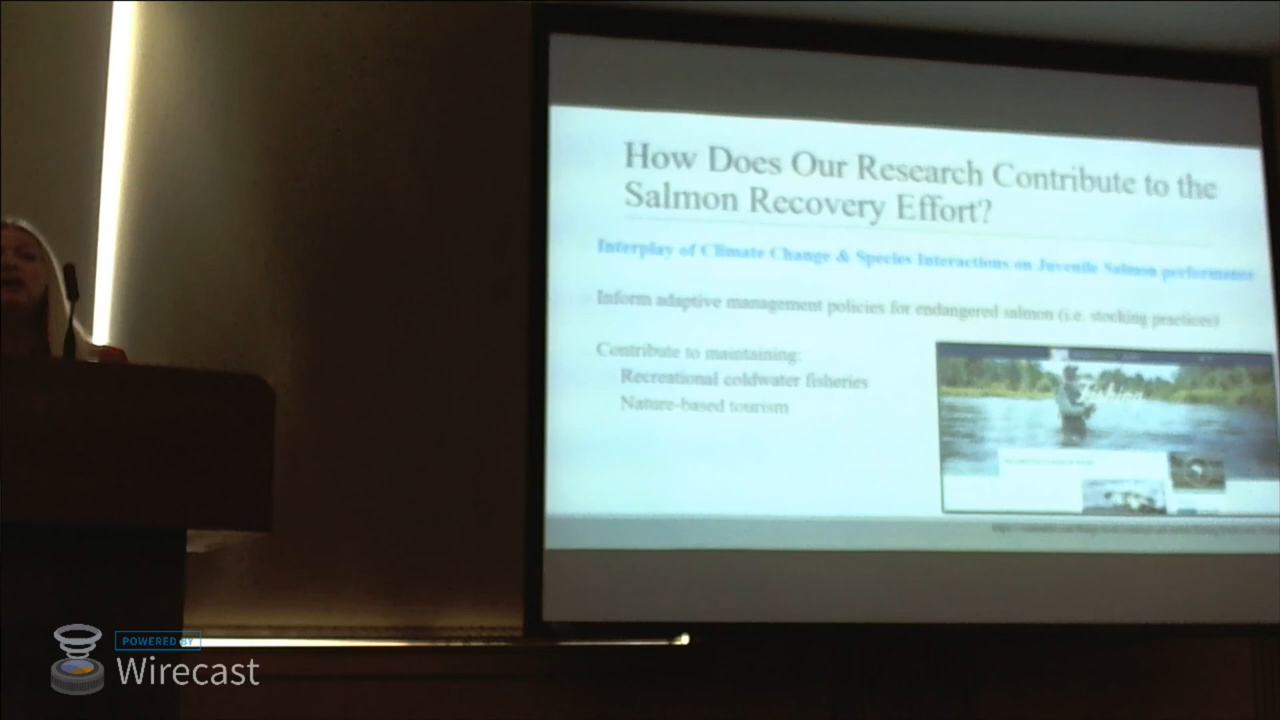 How Does Our Research Contribute to the
Salmon Recovery Effort?
Interplay of Climate Change & Species Interactions on Juvenile Salmon performance
Inform adaptive management policies for endangered salmon (i.e. stocking practices)
Contribute to maintaining:
Recreational coldwater fisheries
Nature-based tourism
Fishing
POWERED BY
Wirecast